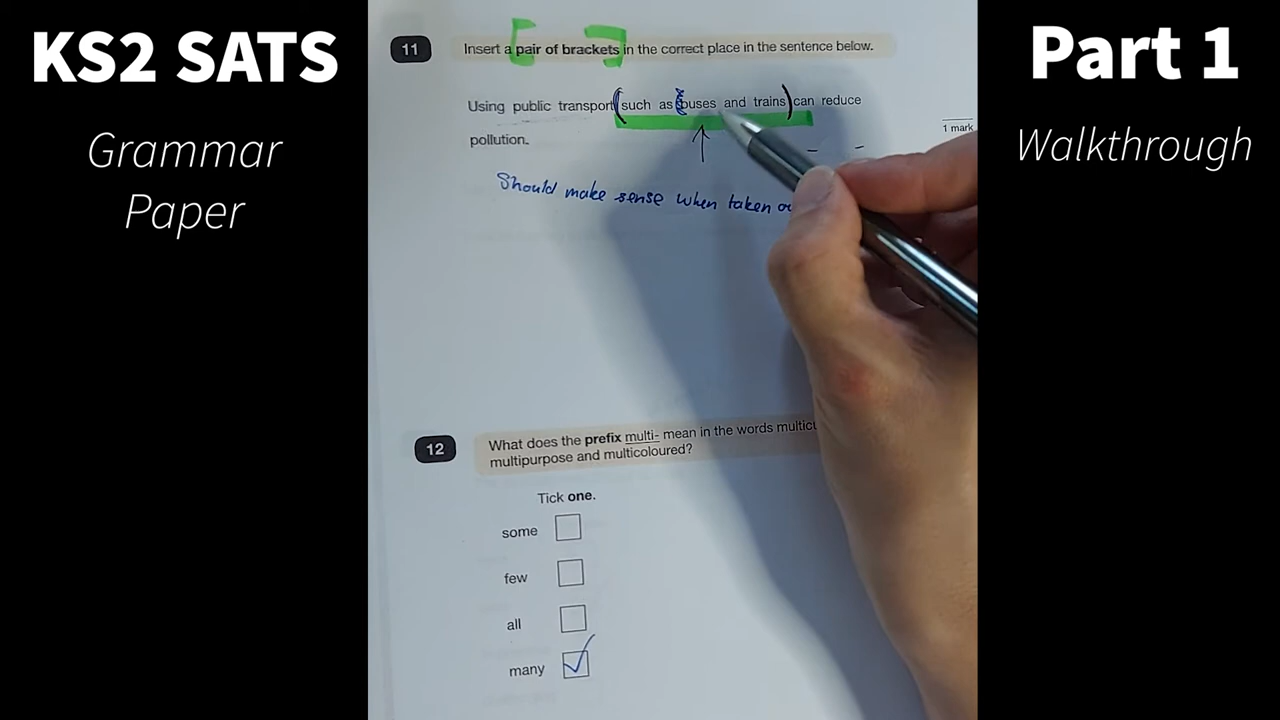 KS2 SATS
Grammar
Paper
11
Insert a pair of brackets in the correct place in the sentence below.
Using public transport (such as (buses and trains) can reduce
pollution.
1 mark
Should make sense when taken
12
What does the prefix multi- mean in the words
multipurpose and multicoloured?
Tick one.
some
few
all
many
Part 1
Walkthrough